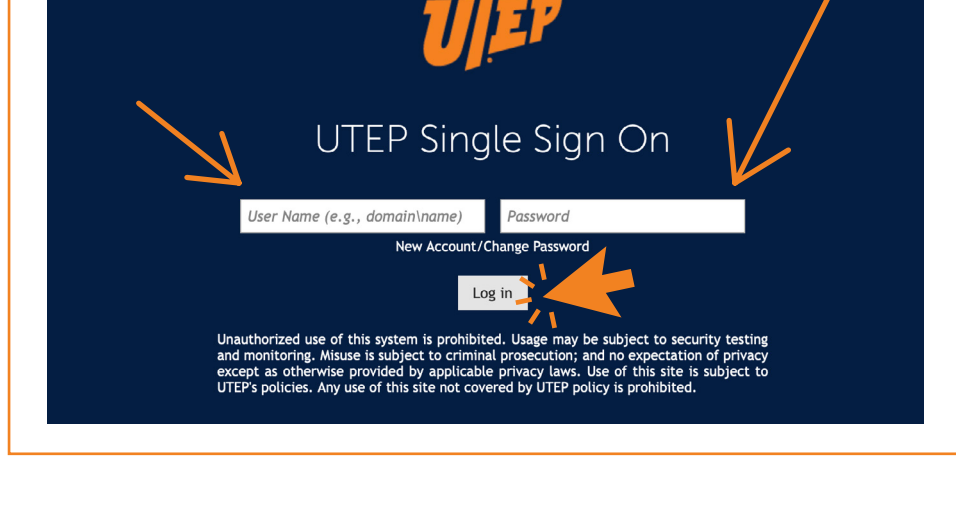 UTEP
UTEP Single Sign On
User Name (e.g., domain\name) Password
New Account/Change Password
Log in
Unauthorized use of this system is prohibited. Usage may be subject to security testing
and monitoring. Misuse is subject to criminal prosecution; and no expectation of privacy
except as otherwise provided by applicable privacy laws. Use of this site is subject to
UTEP's policies. Any use of this site not covered by UTEP policy is prohibited.